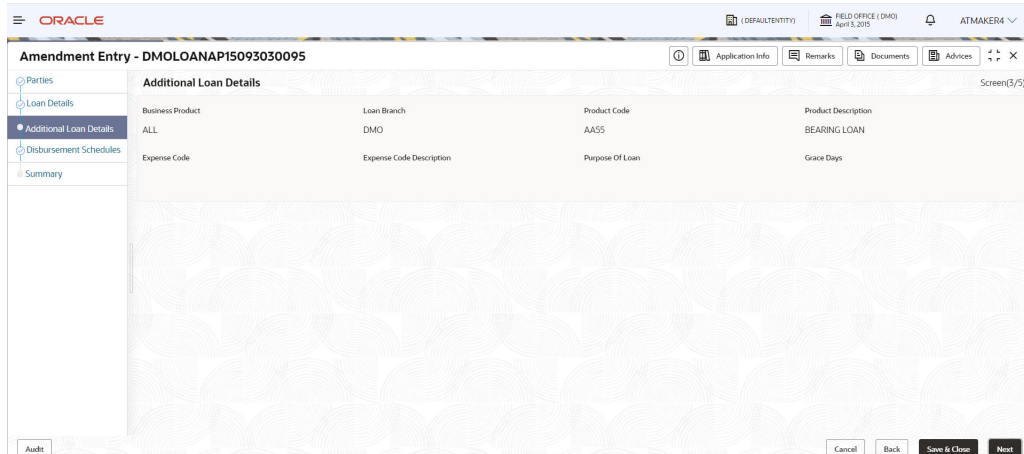 ORACLE
(DEFAULTENTITY)
FIELD OFFICE ( DMO)
April 3, 2015
ATMAKER4
Amendment Entry - DMOLOANAP15093030095
Application Info
Remarks
Documents
Advices
Parties
Loan Details
Additional Loan Details
Disbursement Schedules
Summary
Additional Loan Details
Screen(3/5)
Business Product
Loan Branch
Product Code
Product Description
ALL
DMO
AA55
BEARING LOAN
Expense Code
Expense Code Description
Purpose Of Loan
Grace Days
Audit
Cancel
Back
Save & Close
Next